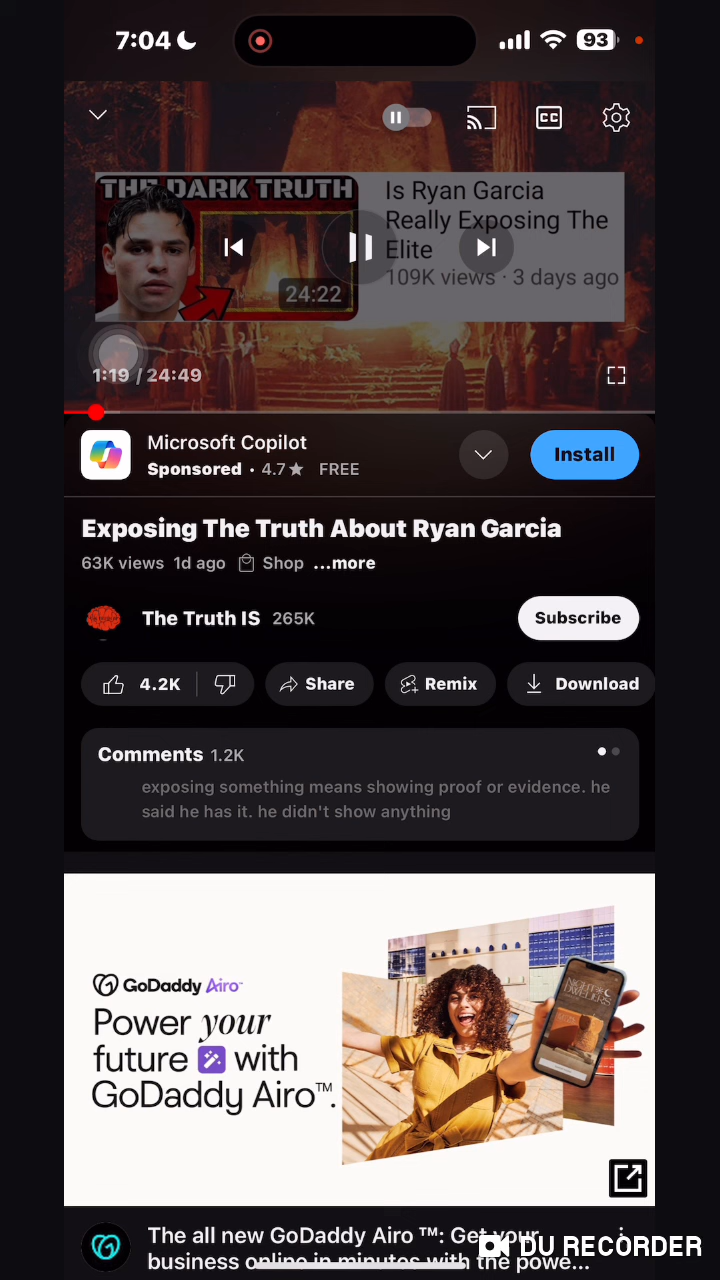 7:04
93
CC
THE DARK TRUTH
24:22
Is Ryan Garcia
Really Exposing The
Elite
109K views · 3 days ago
1:19 / 24:49
Microsoft Copilot
Sponsored · 4.7★ FREE
Install
Exposing The Truth About Ryan Garcia
63K views 1d ago Shop ...more
The Truth IS 265K
Subscribe
4.2K
Share
Remix
Download
Comments 1.2K
exposing something means showing proof or evidence. he
said he has it. he didn't show anything
GoDaddy Airo™
Power your
future with
GoDaddy Airo™.
NIGHT
DWELLERS
The all new GoDaddy Airo ™: Get your
business online in minutes with the powe...
DU RECORDER